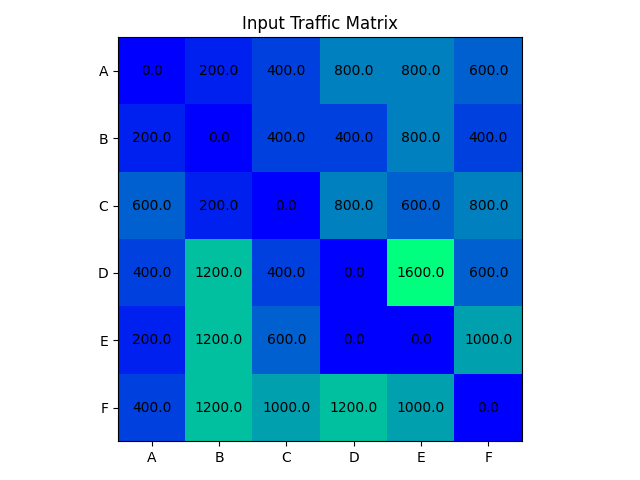 Input Traffic Matrix
A 0.0 200.0 400.0 800.0 800.0 600.0
B 200.0 0.0 400.0 400.0 800.0 400.0
C 600.0 200.0 0.0 800.0 600.0 800.0
D 400.0 1200.0 400.0 0.0 1600.0 600.0
E 200.0 1200.0 600.0 0.0 0.0 1000.0
F 400.0 1200.0 1000.0 1200.0 1000.0 0.0
A B C D E F